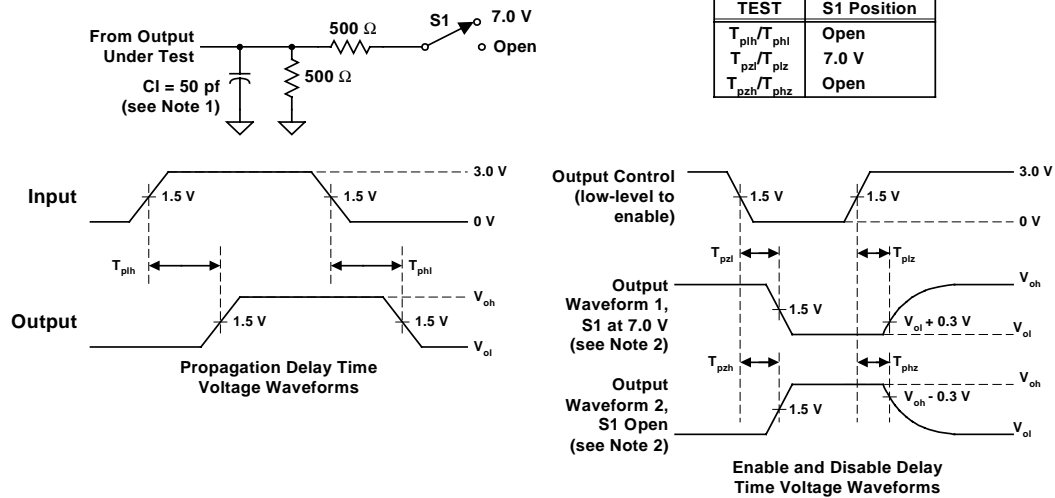 From Output
Under Test
Cl = 50 pf
(see Note 1)
500 Ω
500 Ω
S1
7.0 V
Open
TEST S1 Position
Tplh/Tphl Open
Tpzl/Tplz 7.0 V
Tpzh/Tphz Open
Input
1.5 V
1.5 V
3.0 V
0 V
Tplh
Tphl
Output
1.5 V
1.5 V
Voh
Vol
Propagation Delay Time
Voltage Waveforms
Output Control
(low-level to
enable)
1.5 V
1.5 V
3.0 V
0 V
Tpzl
Tplz
Output
Waveform 1,
S1 at 7.0 V
(see Note 2)
1.5 V
Vol + 0.3 V
Voh
Vol
Tpzh
Tphz
Output
Waveform 2,
S1 Open
(see Note 2)
1.5 V
Voh - 0.3 V
Voh
Vol
Enable and Disable Delay
Time Voltage Waveforms